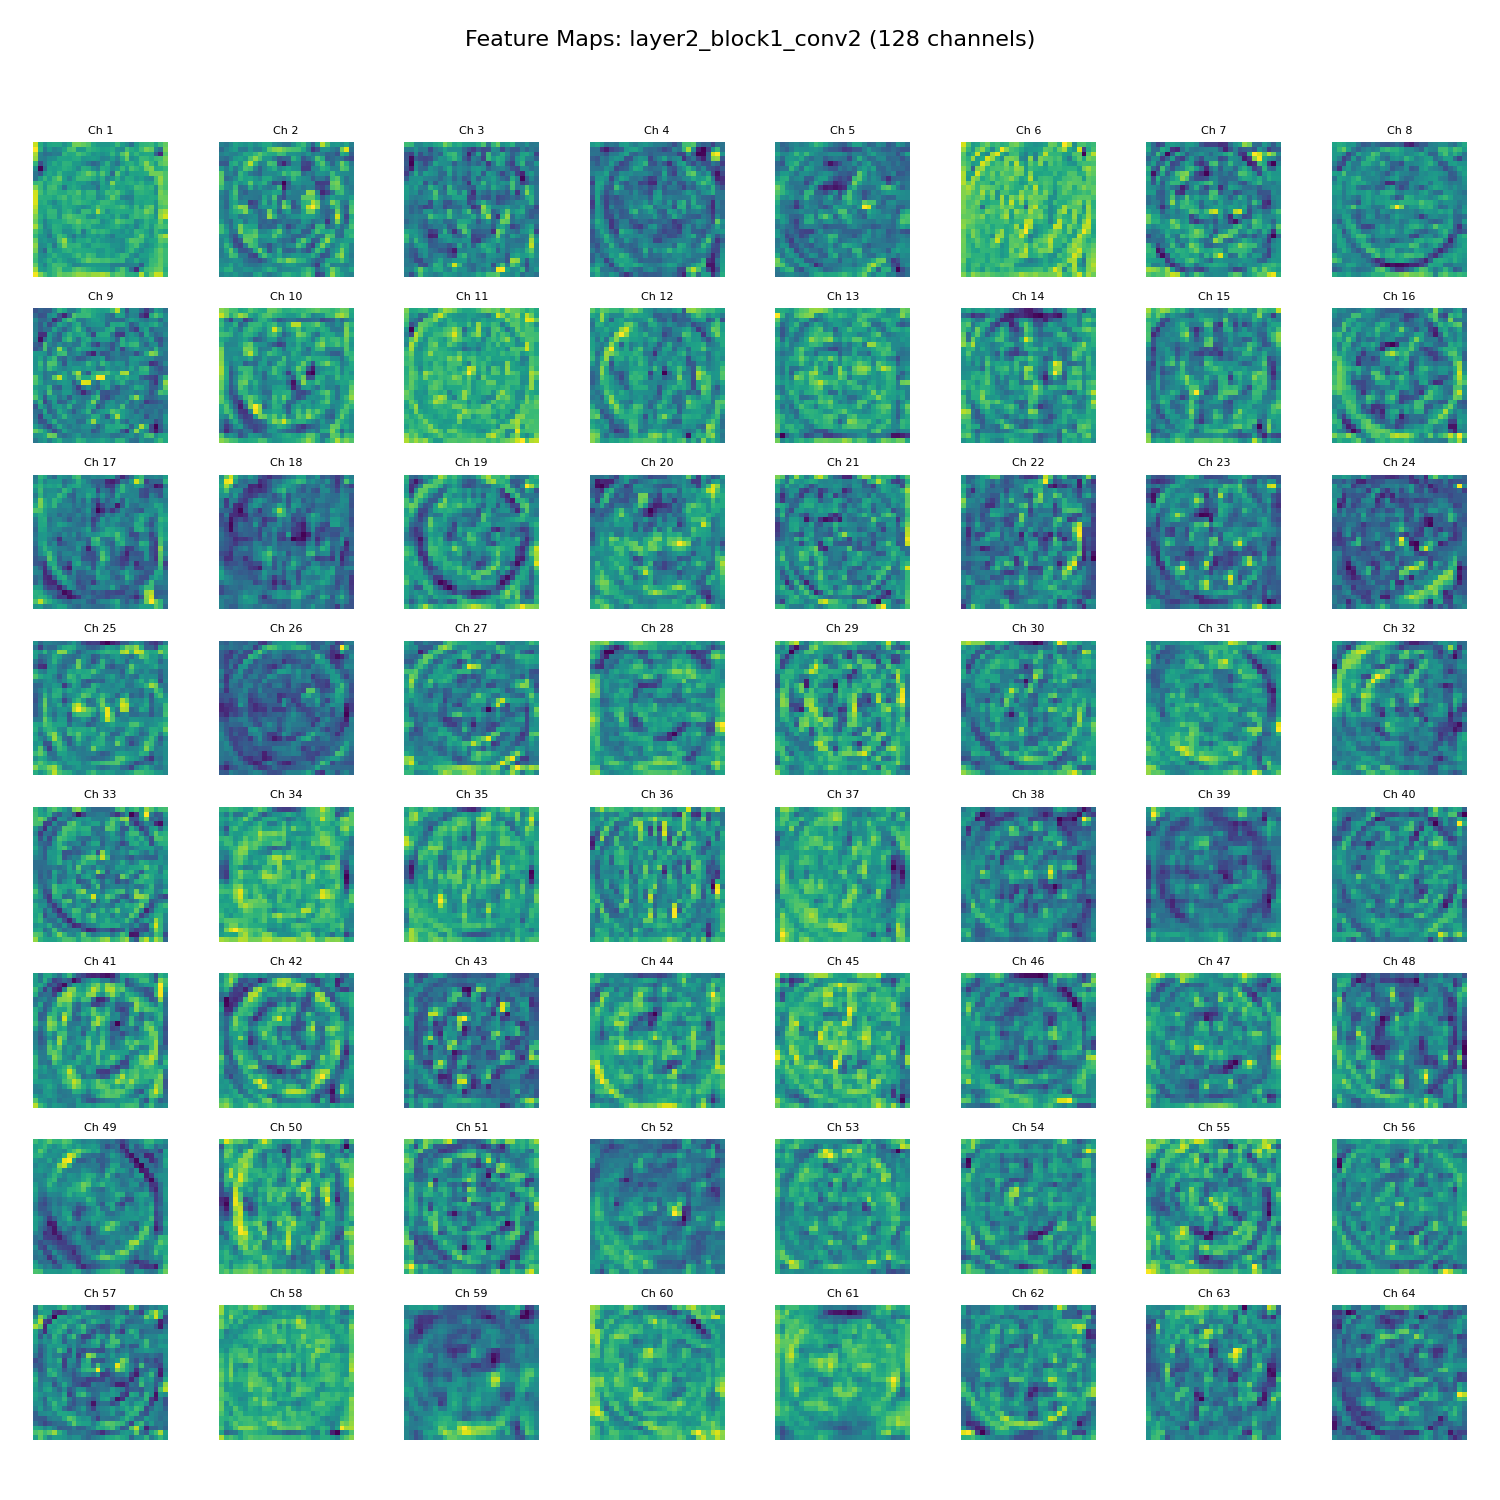 Feature Maps: layer2_block1_conv2 (128 channels)
Ch 1 Ch 2 Ch 3 Ch 4 Ch 5 Ch 6 Ch 7 Ch 8
Ch 9 Ch 10 Ch 11 Ch 12 Ch 13 Ch 14 Ch 15 Ch 16
Ch 17 Ch 18 Ch 19 Ch 20 Ch 21 Ch 22 Ch 23 Ch 24
Ch 25 Ch 26 Ch 27 Ch 28 Ch 29 Ch 30 Ch 31 Ch 32
Ch 33 Ch 34 Ch 35 Ch 36 Ch 37 Ch 38 Ch 39 Ch 40
Ch 41 Ch 42 Ch 43 Ch 44 Ch 45 Ch 46 Ch 47 Ch 48
Ch 49 Ch 50 Ch 51 Ch 52 Ch 53 Ch 54 Ch 55 Ch 56
Ch 57 Ch 58 Ch 59 Ch 60 Ch 61 Ch 62 Ch 63 Ch 64